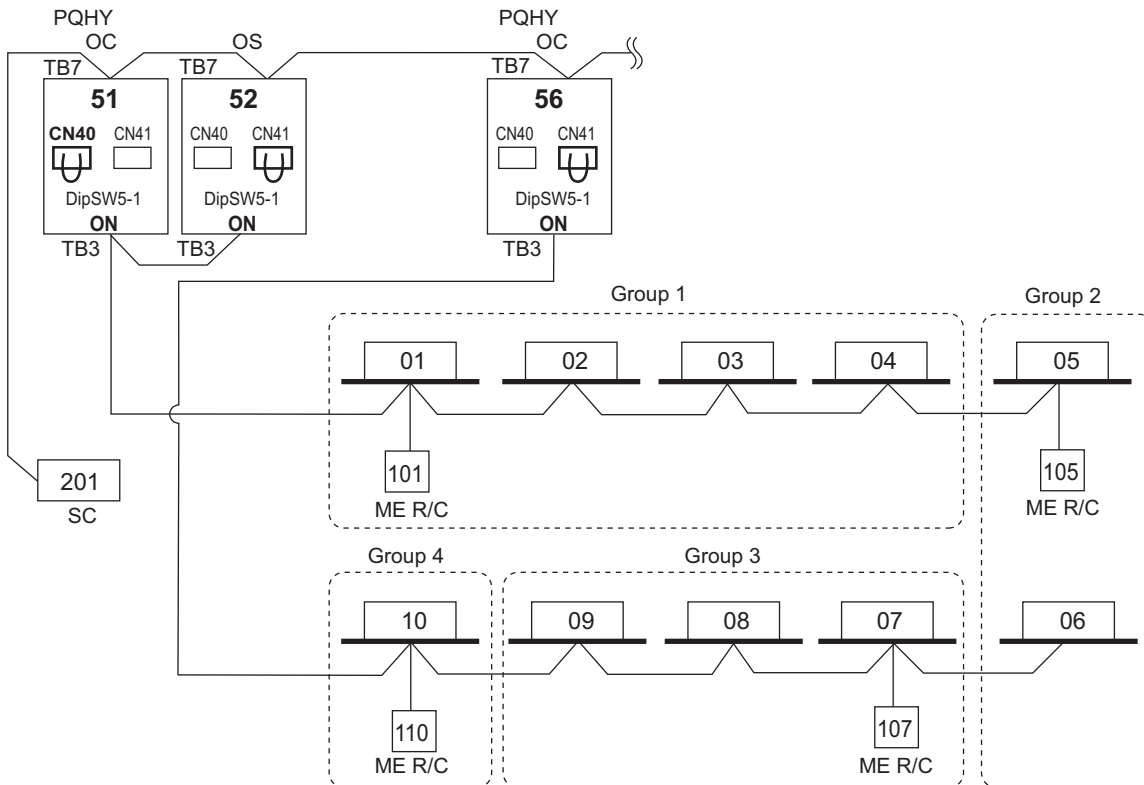 PQHY PQHY
OC OS OC
TB7 TB7 TB7
51 52 56
CN40 CN41 CN40 CN41 CN40 CN41
DipSW5-1 DipSW5-1 DipSW5-1
ON ON ON
TB3 TB3 TB3
Group 1 Group 2
01 02 03 04 05
101 105
ME R/C ME R/C
201
SC
Group 4 Group 3
10 09 08 07 06
110 107
ME R/C ME R/C